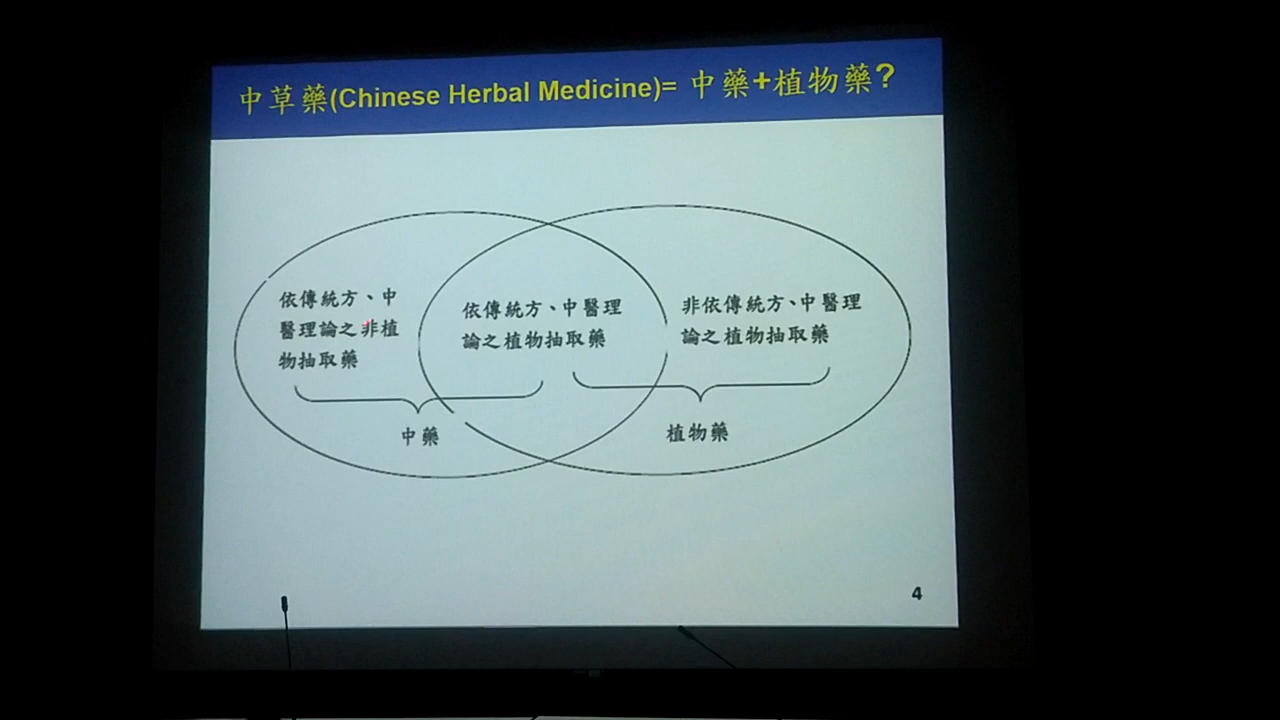 中草藥(Chinese Herbal Medicine)= 中藥+植物藥?
依傳統方、中
醫理論之非植
物抽取藥
依傳統方、中醫理
論之植物抽取藥
非依傳統方、中醫理
論之植物抽取藥
中藥
植物藥
4